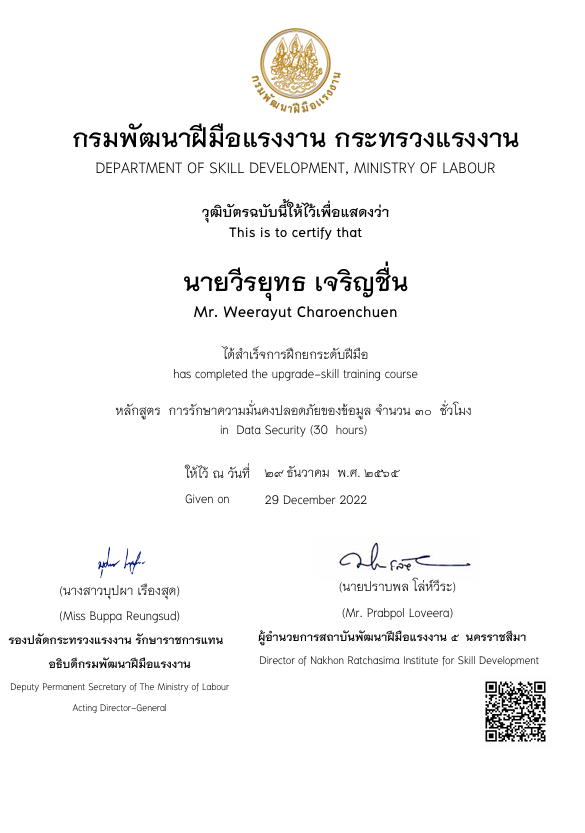 กรมพัฒนาฝีมือแรงงาน
กรมพัฒนาฝีมือแรงงาน กระทรวงแรงงาน
DEPARTMENT OF SKILL DEVELOPMENT, MINISTRY OF LABOUR
วุฒิบัตรฉบับนี้ให้ไว้เพื่อแสดงว่า
This is to certify that
นายวีรยุทธ เจริญชื่น
Mr. Weerayut Charoenchuen
ได้สำเร็จการฝึกยกระดับฝีมือ
has completed the upgrade-skill training course
หลักสูตร การรักษาความมั่นคงปลอดภัยของข้อมูล จำนวน ๓๐ ชั่วโมง
in Data Security (30 hours)
ให้ไว้ ณ วันที่ ๒๙ ธันวาคม พ.ศ. ๒๕๖๕
Given on 29 December 2022
(นางสาวบุปผา เรืองสุด)
(Miss Buppa Reungsud)
รองปลัดกระทรวงแรงงาน รักษาราชการแทน
อธิบดีกรมพัฒนาฝีมือแรงงาน
Deputy Permanent Secretary of The Ministry of Labour
Acting Director-General
(นายปราบพล โล่ห์วีระ)
(Mr. Prabpol Loveera)
ผู้อำนวยการสถาบันพัฒนาฝีมือแรงงาน ๕ นครราชสีมา
Director of Nakhon Ratchasima Institute for Skill Development